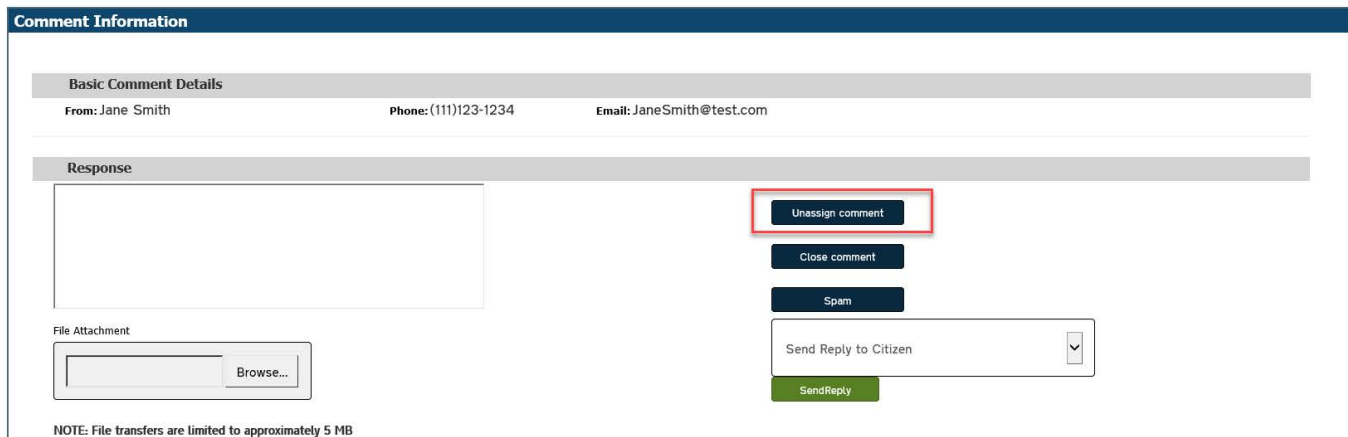 Comment Information
Basic Comment Details
From: Jane Smith Phone: (111)123-1234 Email: JaneSmith@test.com
Response
Unassign comment
Close comment
Spam
File Attachment
Send Reply to Citizen
Browse...
SendReply
NOTE: File transfers are limited to approximately 5 MB